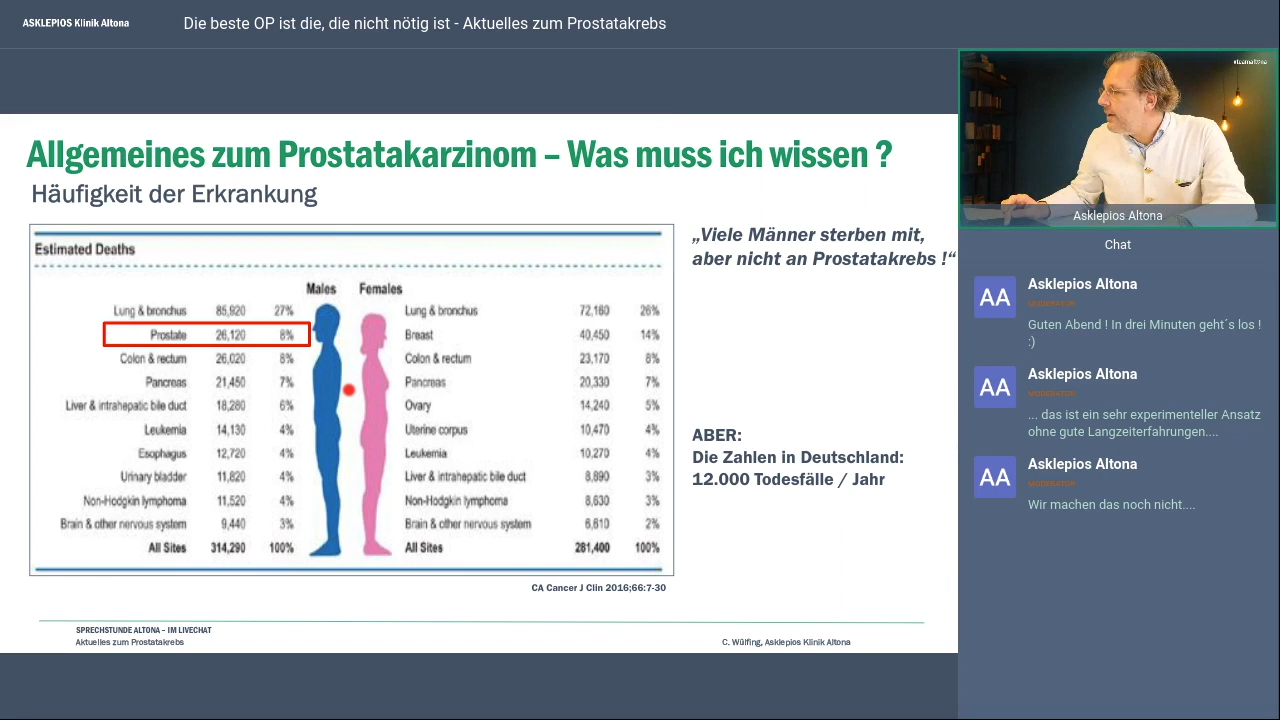 ASKLEPIOS Klinik Altona
Die beste OP ist die, die nicht nötig ist - Aktuelles zum Prostatakrebs
Allgemeines zum Prostatakarzinom – Was muss ich wissen ?
Häufigkeit der Erkrankung
Estimated Deaths
Males Females
Lung & bronchus 85,920 27% Lung & bronchus 72,160 26%
Prostate 26,120 8% Breast 40,450 14%
Colon & rectum 26,020 8% Colon & rectum 23,170 8%
Pancreas 21,450 7% Pancreas 20,330 7%
Liver & intrahepatic bile duct 18,280 6% Ovary 14,240 5%
Leukemia 14,130 4% Uterine corpus 10,470 4%
Esophagus 12,720 4% Leukemia 10,270 4%
Urinary bladder 11,820 4% Liver & intrahepatic bile duct 8,890 3%
Non-Hodgkin lymphoma 11,520 4% Non-Hodgkin lymphoma 8,630 3%
Brain & other nervous system 9,440 3% Brain & other nervous system 6,610 2%
All Sites 314,290 100% All Sites 281,400 100%
CA Cancer J Clin 2016;66:7-30
„Viele Männer sterben mit,
aber nicht an Prostatakrebs !“
ABER:
Die Zahlen in Deutschland:
12.000 Todesfälle / Jahr
SPRECHSTUNDE ALTONA – IM LIVECHAT
Aktuelles zum Prostatakrebs
C. Wülfing, Asklepios Klinik Altona
#teamaltona
Asklepios Altona
Chat
AA
Asklepios Altona
MODERATOR
Guten Abend ! In drei Minuten geht´s los !
:)
AA
Asklepios Altona
MODERATOR
... das ist ein sehr experimenteller Ansatz
ohne gute Langzeiterfahrungen....
AA
Asklepios Altona
MODERATOR
Wir machen das noch nicht....